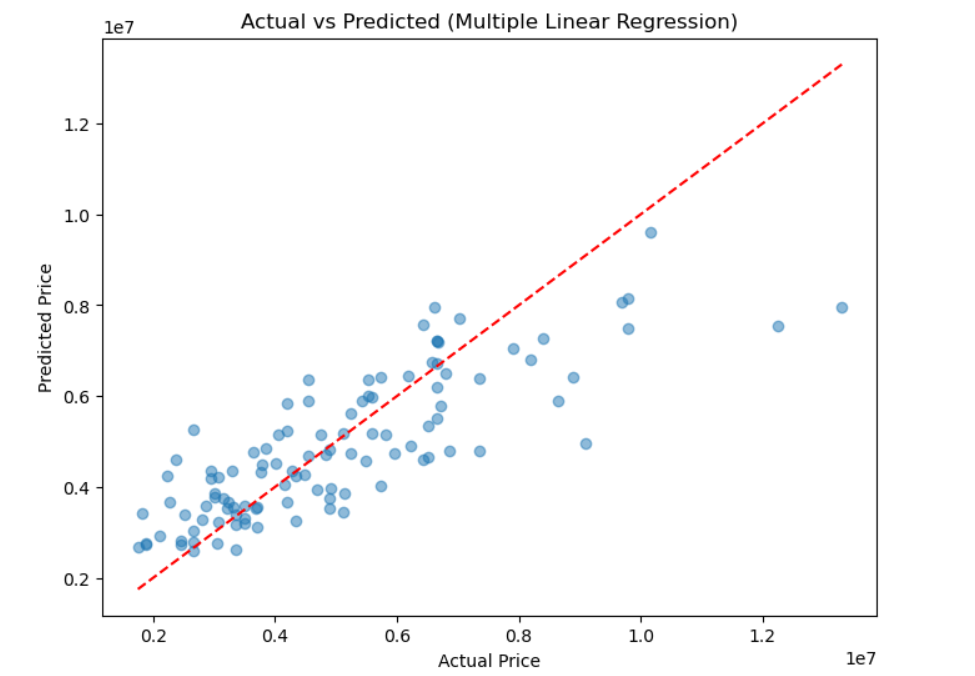 Actual vs Predicted (Multiple Linear Regression)
1e7
1.2
1.0
0.8
0.6
0.4
0.2
Predicted Price
0.2 0.4 0.6 0.8 1.0 1.2
1e7
Actual Price